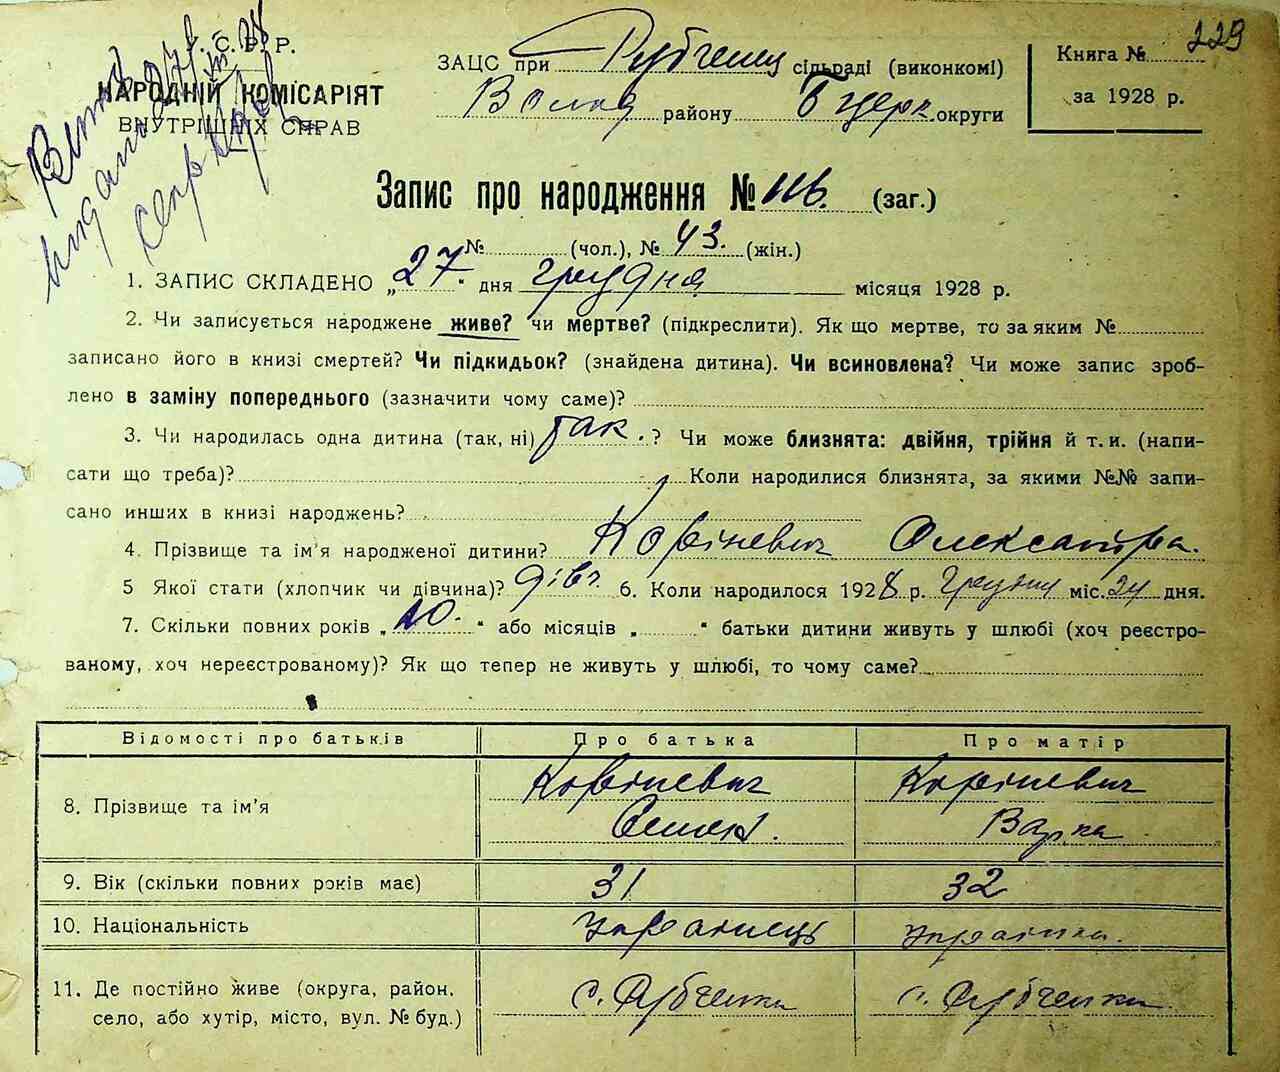 229
У. С. Р. Р.
НАРОДНІЙ КОМІСАРІЯТ
ВНУТРІШНІХ СПРАВ
ЗАЦС при Рубченец сільраді (виконкомі)
району Б церк. округи
Книга №
за 1928 р.
Запис про народження № 116. (заг.)
№ (чол.), № 43. (жін.)
1. ЗАПИС СКЛАДЕНО „27." дня грудня місяця 1928 р.
2. Чи записується народжене живе? чи мертве? (підкреслити). Як що мертве, то за яким №
записано його в книзі смертей? Чи підкидьок? (знайдена дитина). Чи всиновлена? Чи може запис зроб-
лено в заміну попереднього (зазначити чому саме)?
3. Чи народилась одна дитина (так, ні) так. ? Чи може близнята: двійня, трійня й т. и. (напи-
сати що треба)? Коли народилися близнята, за якими №№ запи-
сано инших в книзі народжень?
4. Прізвище та ім'я народженої дитини? Коріневич Олександра.
5 Якої стати (хлопчик чи дівчина)? дівч. 6. Коли народилося 1928 р. грудня міс. 24 дня.
7. Скільки повних років „10." або місяців „ " батьки дитини живуть у шлюбі (хоч реєстро-
ваному, хоч нереєстрованому)? Як що тепер не живуть у шлюбі, то чому саме?
Відомості про батьків Про батька Про матір
8. Прізвище та ім'я Коріневич Семен. Коріневич Варка
9. Вік (скільки повних років має) 31 32
10. Національність українець українка.
11. Де постійно живе (округа, район, село, або хутір, місто, вул. № буд.) с. Рубченки с. Рубченки